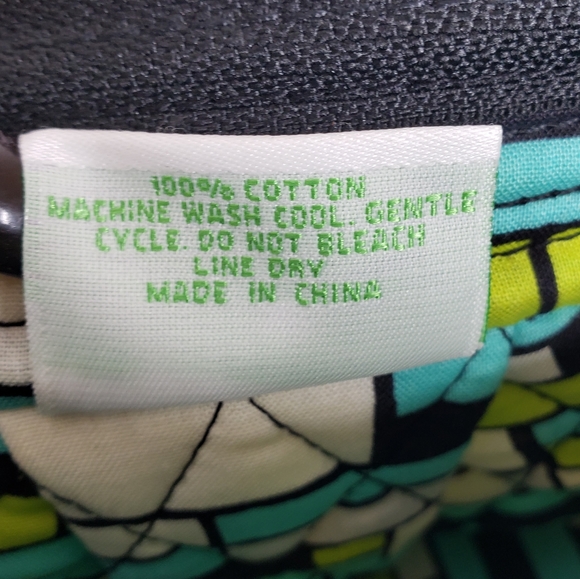 100% COTTON
MACHINE WASH COOL. GENTLE
CYCLE. DO NOT BLEACH
LINE DRY
MADE IN CHINA